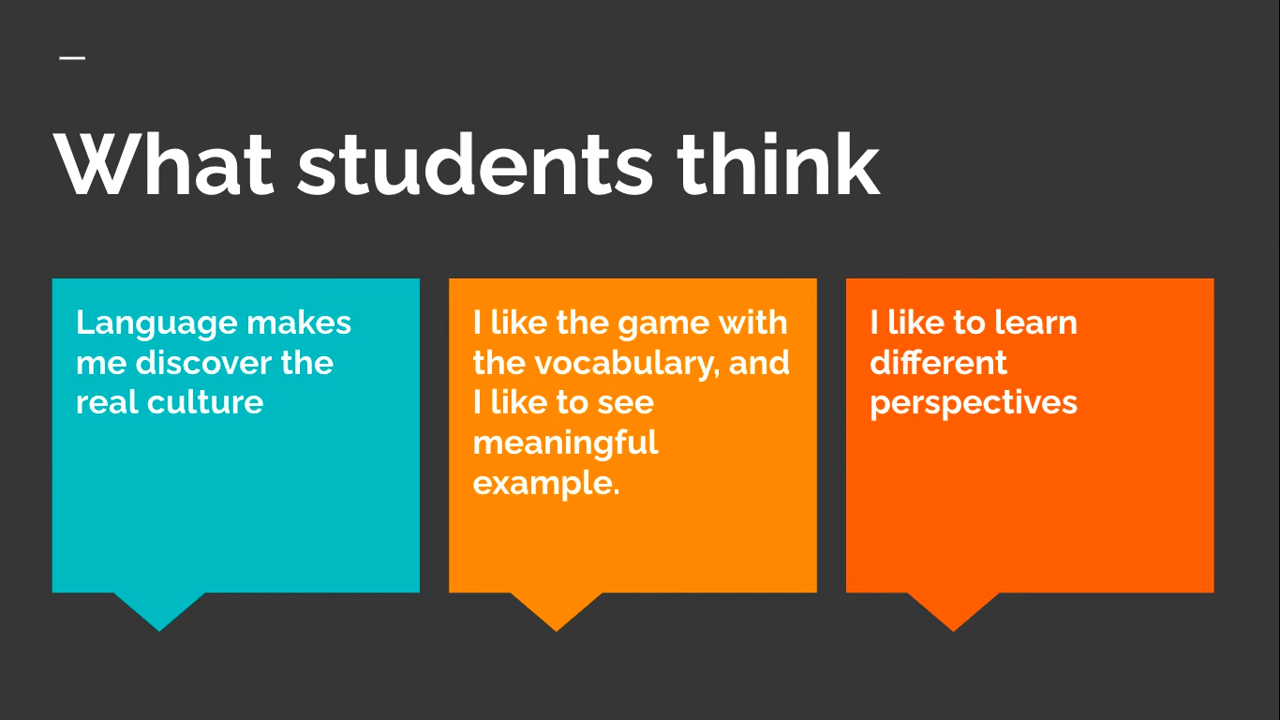 What students think
Language makes
me discover the
real culture
I like the game with
the vocabulary, and
I like to see
meaningful
example.
I like to learn
different
perspectives